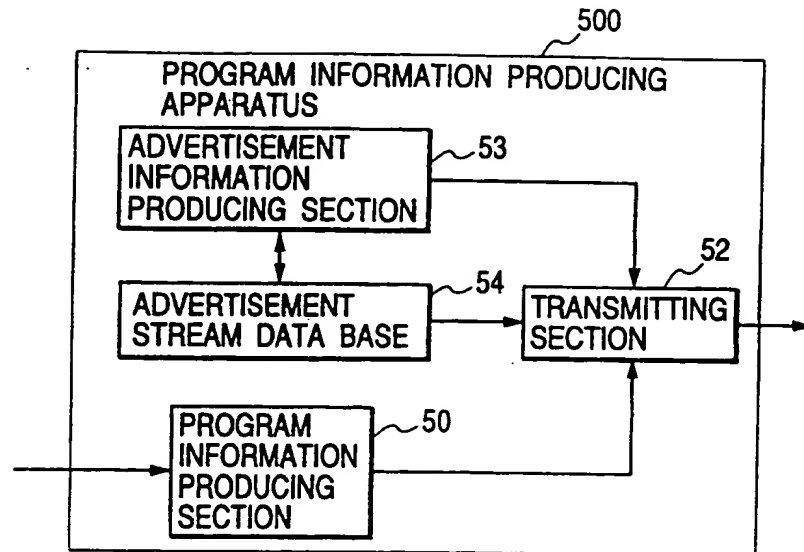 500
PROGRAM INFORMATION PRODUCING
APPARATUS
ADVERTISEMENT
INFORMATION
PRODUCING SECTION
53
ADVERTISEMENT
STREAM DATA BASE
54
TRANSMITTING
SECTION
52
PROGRAM
INFORMATION
PRODUCING
SECTION
50